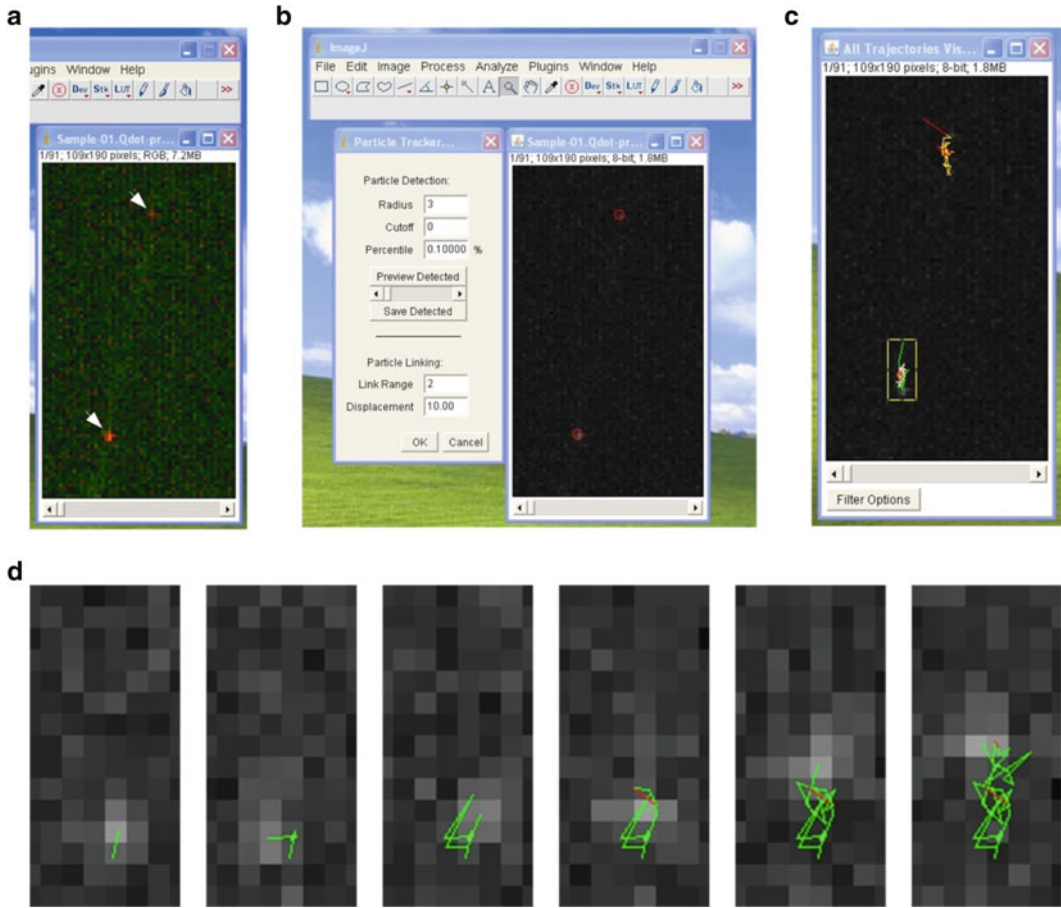 a
ugins Window Help
Dev Stk LUT >>
Sample-01.Qdot-pr...
1/91; 109x190 pixels; RGB; 7.2MB
b
ImageJ
File Edit Image Process Analyze Plugins Window Help
A Dev Stk LUT >>
Particle Tracker...
Particle Detection:
Radius 3
Cutoff 0
Percentile 0.10000 %
Preview Detected
Save Detected
Particle Linking:
Link Range 2
Displacement 10.00
OK Cancel
Sample-01.Qdot-pr...
1/91; 109x190 pixels; 8-bit; 1.8MB
c
All Trajectories Vis...
1/91; 109x190 pixels; 8-bit; 1.8MB
Filter Options
d